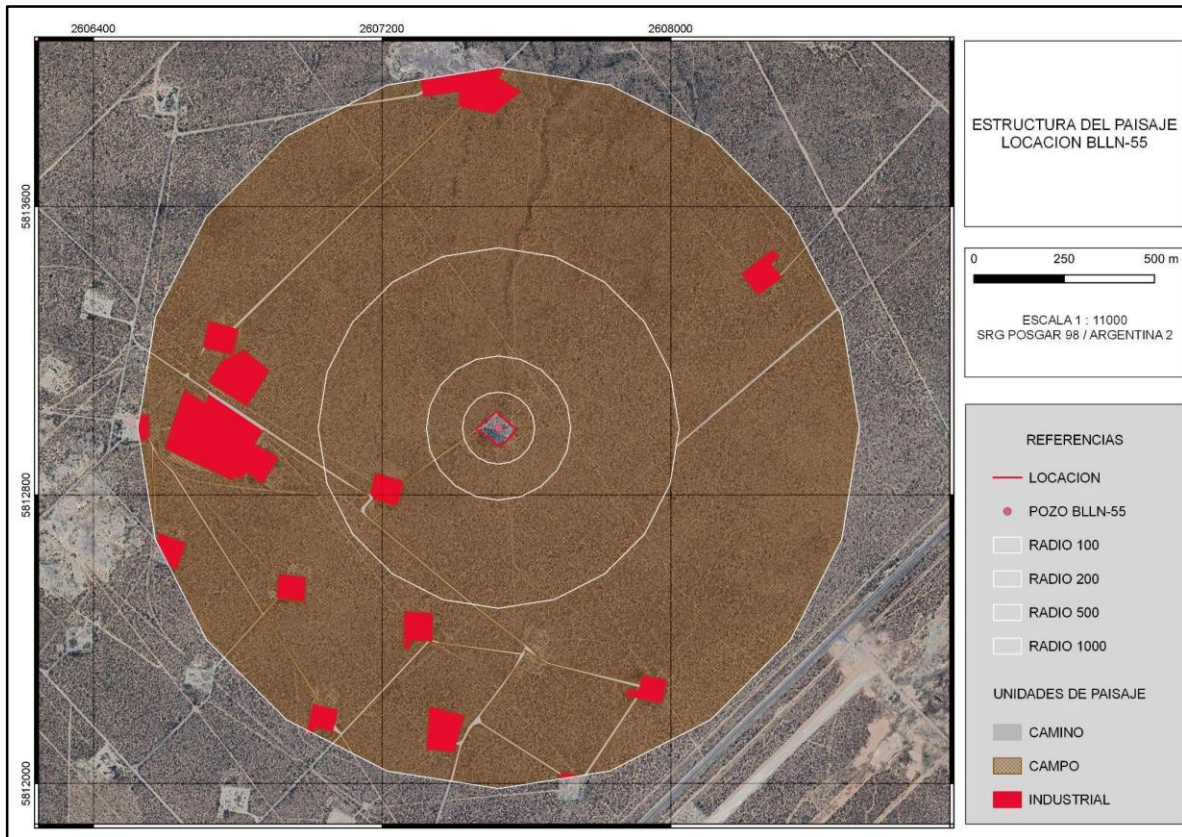 2606400
2607200
2608000
5813600
5812800
5812000
ESTRUCTURA DEL PAISAJE
LOCACION BLLN-55
0 250 500 m
ESCALA 1 : 11000
SRG POSGAR 98 / ARGENTINA 2
REFERENCIAS
LOCACION
POZO BLLN-55
RADIO 100
RADIO 200
RADIO 500
RADIO 1000
UNIDADES DE PAISAJE
CAMINO
CAMPO
INDUSTRIAL